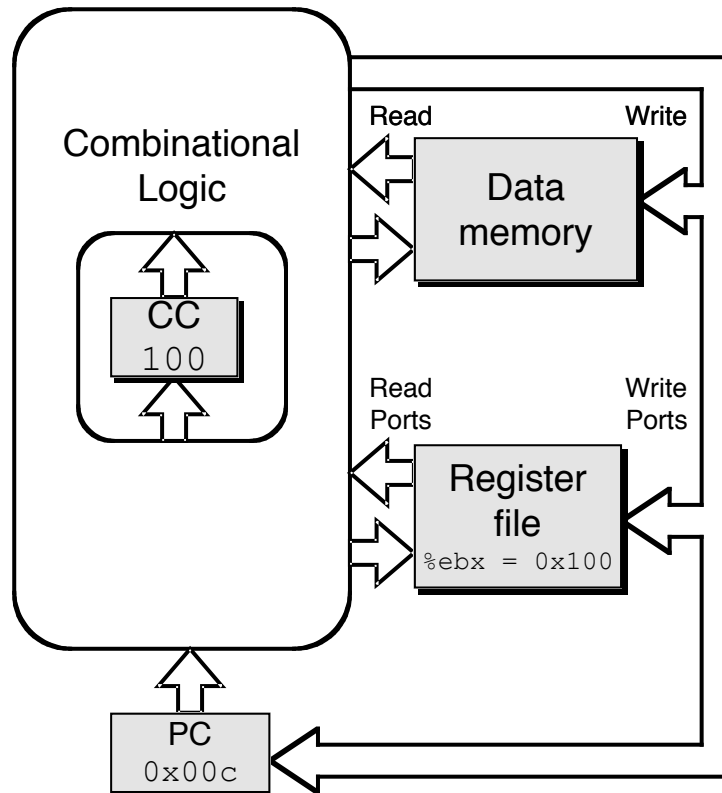 Read
Write
Combinational
Logic
Data
memory
CC
100
Read
Ports
Write
Ports
Register
file
%ebx = 0x100
PC
0x00c